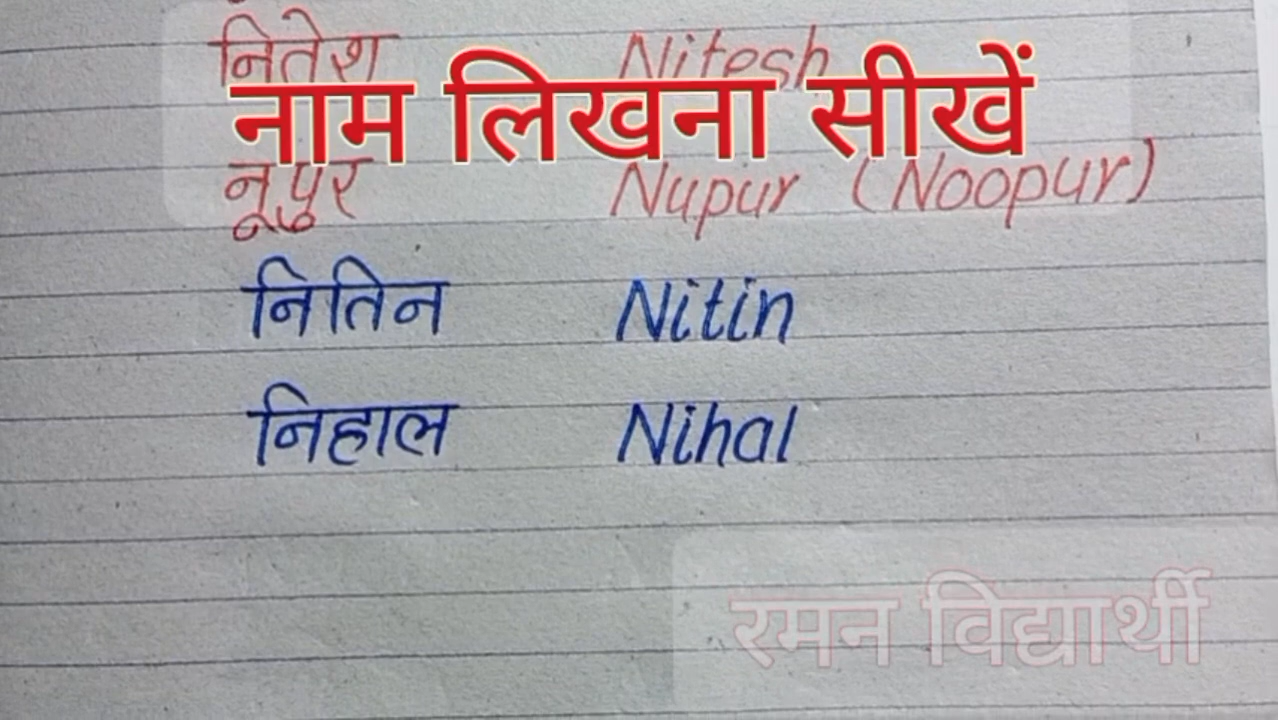 नितेश Nitesh
नाम लिखना सीखें
नूपुर Nupur (Noopur)
नितिन Nitin
निहाल Nihal
रमन विद्यार्थी